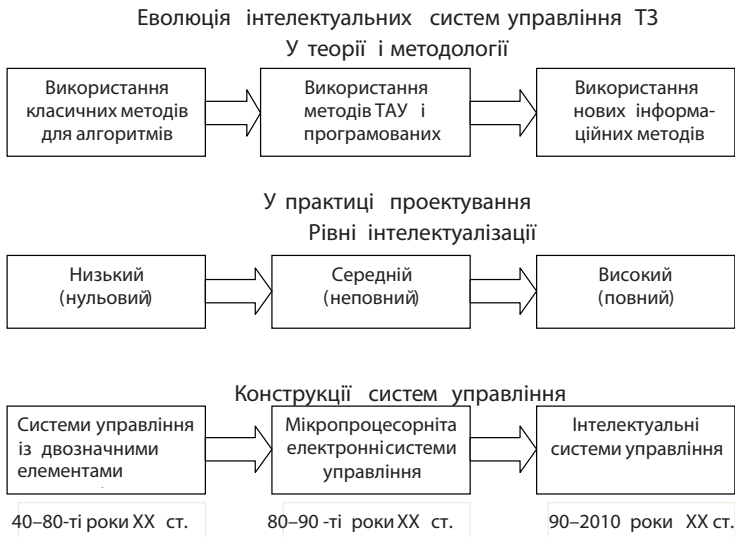 Еволюція інтелектуальних систем управління ТЗ
У теорії і методології
Використання
класичних методів
для алгоритмів
Використання
методів ТАУ і
програмованих
Використання
нових інформа-
ційних методів
У практиці проектування
Рівні інтелектуалізації
Низький
(нульовий)
Середній
(неповний)
Високий
(повний)
Конструкції систем управління
Системи управління
із двозначними
елементами
Мікропроцесорніта
електроннісистеми
управління
Інтелектуальні
системи управління
40–80-ті роки XX ст.
80–90 -ті роки XX ст.
90–2010 роки XX ст.